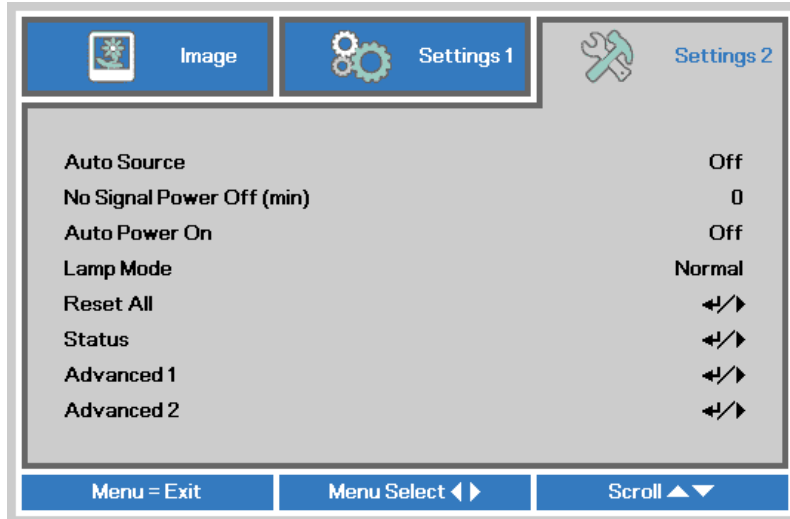 Image Settings 1 Settings 2
Auto Source Off
No Signal Power Off (min) 0
Auto Power On Off
Lamp Mode Normal
Reset All ↵/▶
Status ↵/▶
Advanced 1 ↵/▶
Advanced 2 ↵/▶
Menu = Exit Menu Select ◀▶ Scroll ▲▼